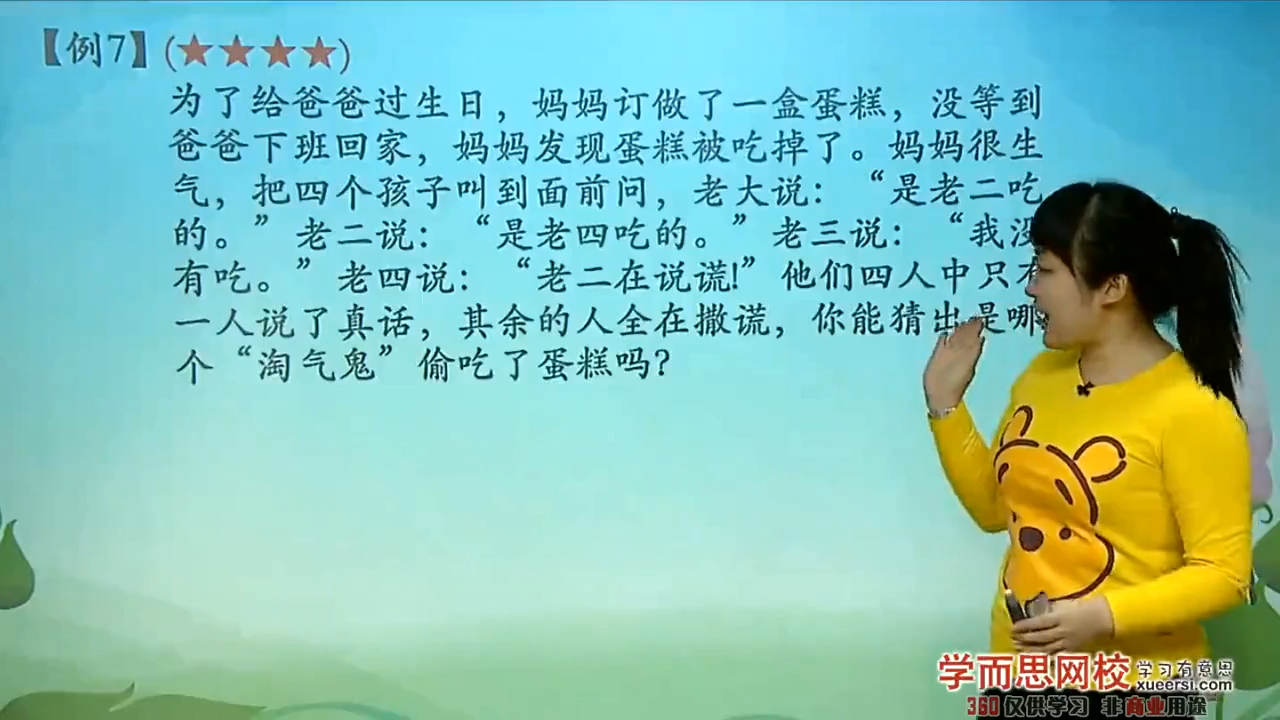 【例7】(★★★★)
为了给爸爸过生日，妈妈订做了一盒蛋糕，没等到
爸爸下班回家，妈妈发现蛋糕被吃掉了。妈妈很生
气，把四个孩子叫到面前问，老大说：“是老二吃
的。”老二说：“是老四吃的。”老三说：“我没
有吃。”老四说：“老二在说谎!”他们四人中只有
一人说了真话，其余的人全在撒谎，你能猜出是哪
个“淘气鬼”偷吃了蛋糕吗?
学而思网校 学习有意思
xueersi.com
360 仅供学习 非商业用途